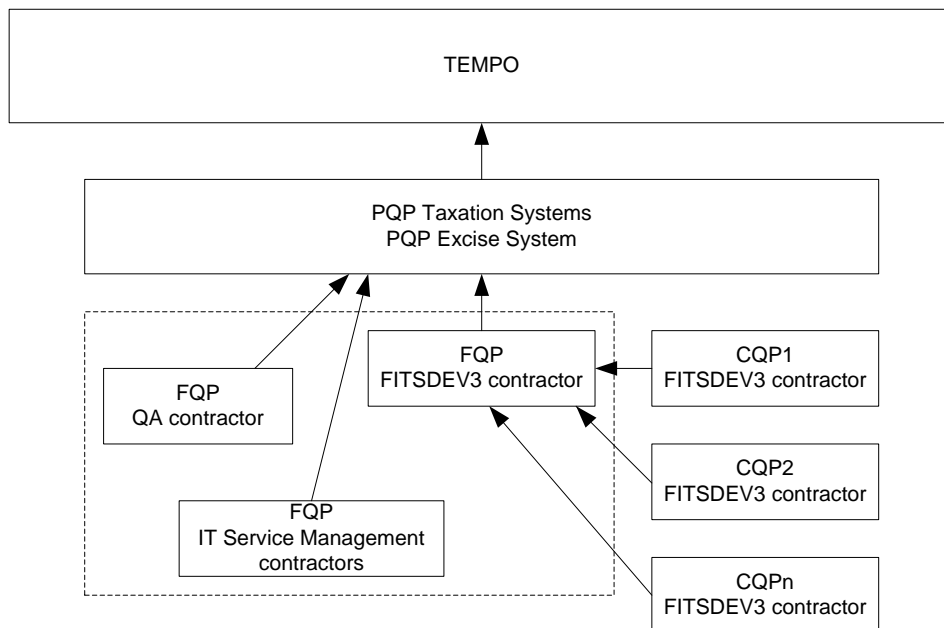 TEMPO
PQP Taxation Systems
PQP Excise System
FQP
FITSDEV3 contractor
CQP1
FITSDEV3 contractor
FQP
QA contractor
CQP2
FITSDEV3 contractor
FQP
IT Service Management
contractors
CQPn
FITSDEV3 contractor